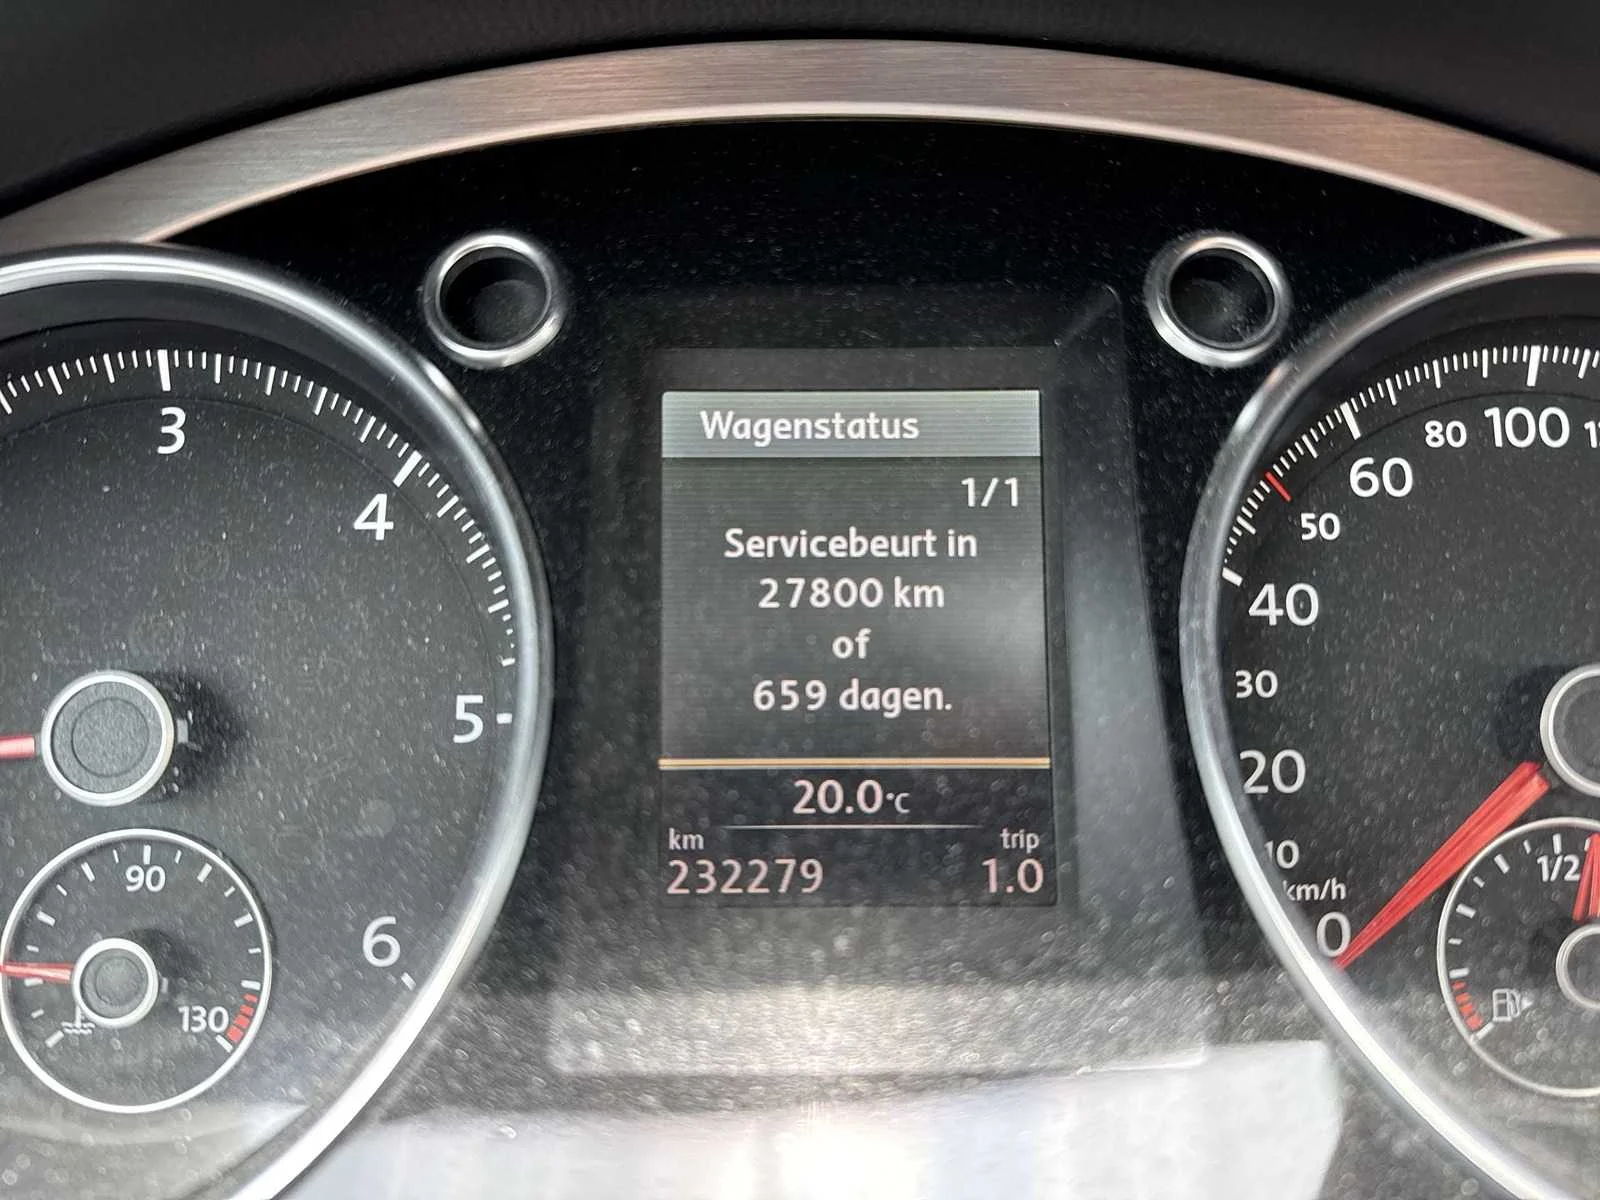 Wagenstatus
1/1
Servicebeurt in
27800 km
of
659 dagen.
20.0°C
km trip
232279 1.0
3
4
5
6
90
130
80 100
60
50
40
30
20
10
km/h
0
1/2